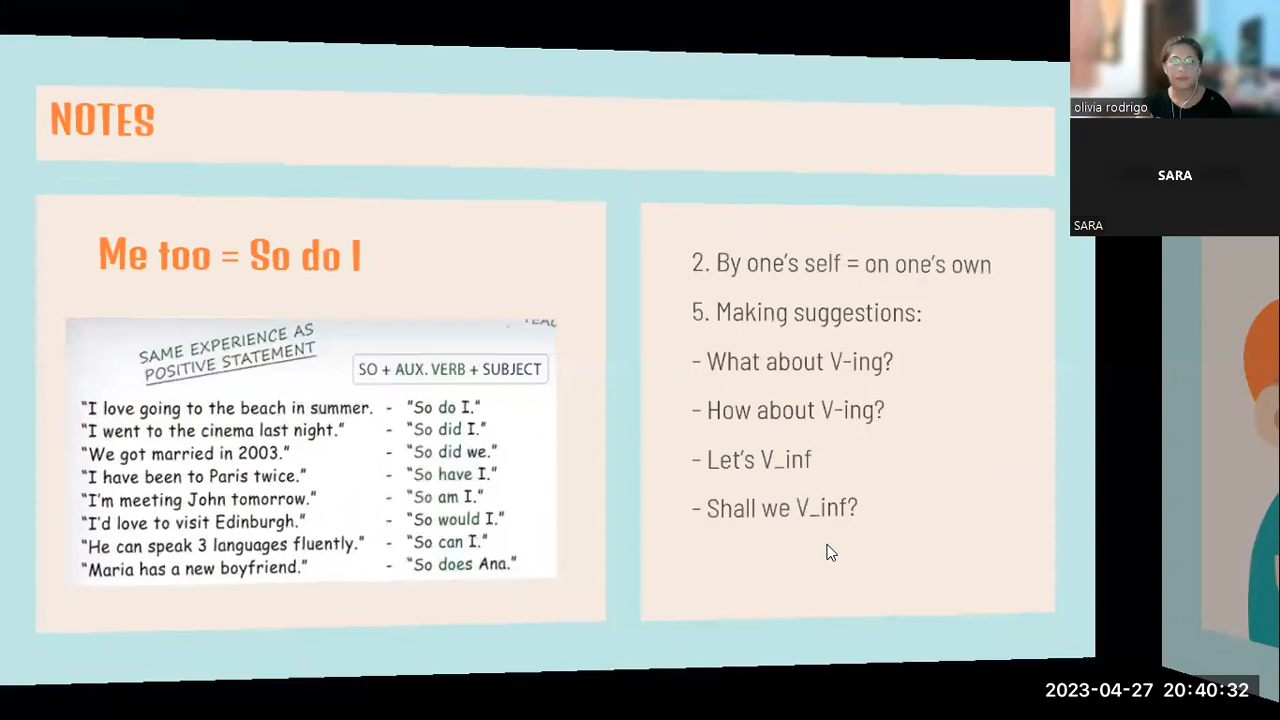 NOTES
Me too = So do I
SAME EXPERIENCE AS
POSITIVE STATEMENT
SO + AUX. VERB + SUBJECT
"I love going to the beach in summer. - "So do I."
"I went to the cinema last night." - "So did I."
"We got married in 2003." - "So did we."
"I have been to Paris twice." - "So have I."
"I'm meeting John tomorrow." - "So am I."
"I'd love to visit Edinburgh." - "So would I."
"He can speak 3 languages fluently." - "So can I."
"Maria has a new boyfriend." - "So does Ana."
2. By one's self = on one's own
5. Making suggestions:
- What about V-ing?
- How about V-ing?
- Let's V_inf
- Shall we V_inf?
olivia rodrigo
SARA
SARA
2023-04-27 20:40:32